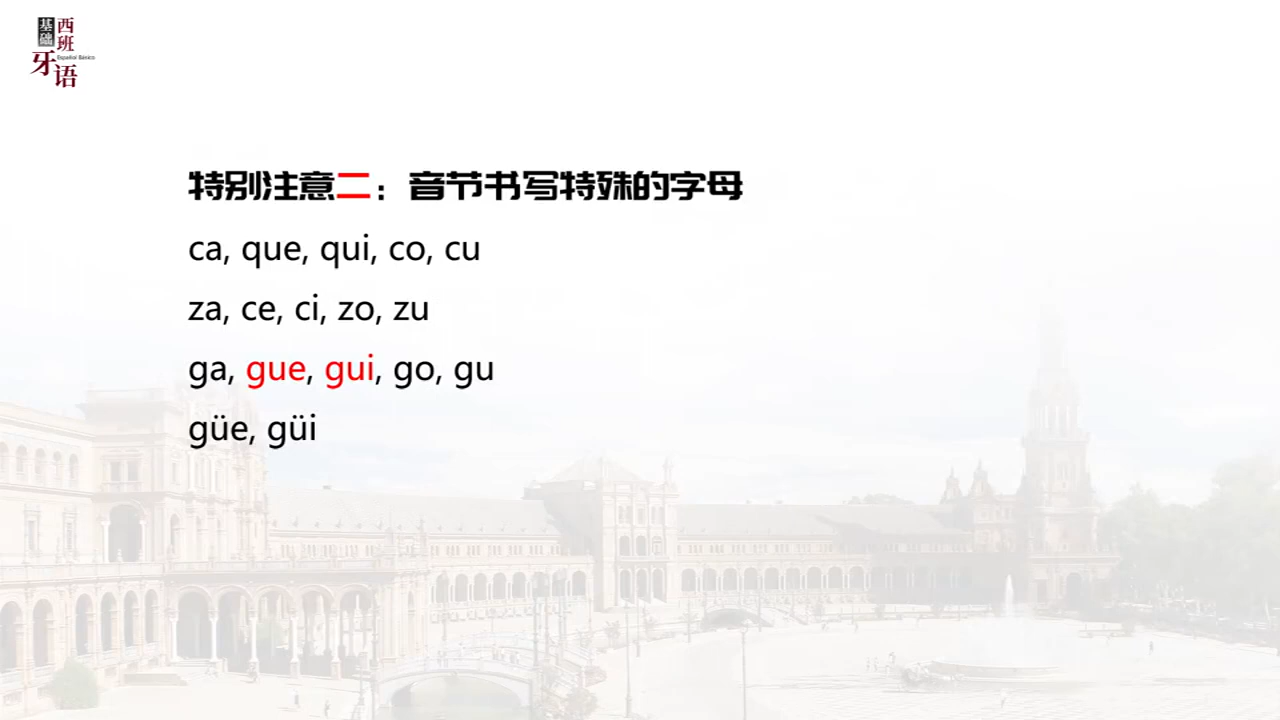 基础
西班
牙语
Español Básico
特别注意二：音节书写特殊的字母
ca, que, qui, co, cu
za, ce, ci, zo, zu
ga, gue, gui, go, gu
güe, güi